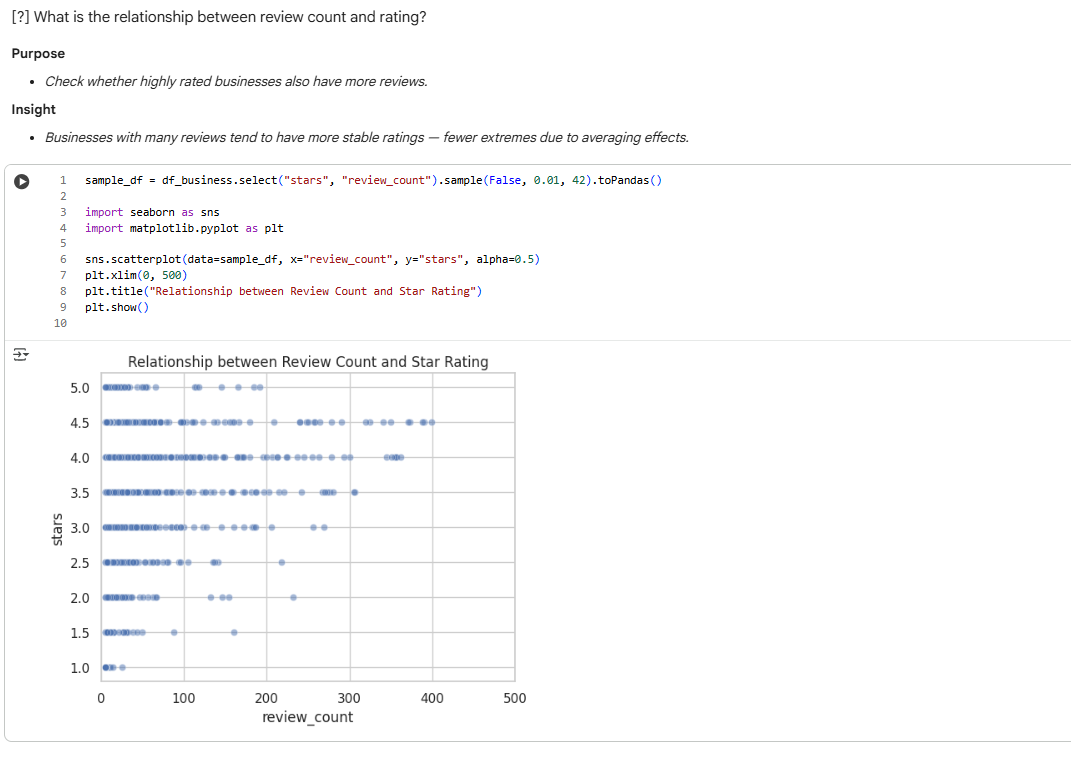 [?] What is the relationship between review count and rating?
Purpose
• Check whether highly rated businesses also have more reviews.
Insight
• Businesses with many reviews tend to have more stable ratings — fewer extremes due to averaging effects.
1 sample_df = df_business.select("stars", "review_count").sample(False, 0.01, 42).toPandas()
2
3 import seaborn as sns
4 import matplotlib.pyplot as plt
5
6 sns.scatterplot(data=sample_df, x="review_count", y="stars", alpha=0.5)
7 plt.xlim(0, 500)
8 plt.title("Relationship between Review Count and Star Rating")
9 plt.show()
10
Relationship between Review Count and Star Rating
5.0
4.5
4.0
3.5
3.0
2.5
2.0
1.5
1.0
stars
0 100 200 300 400 500
review_count